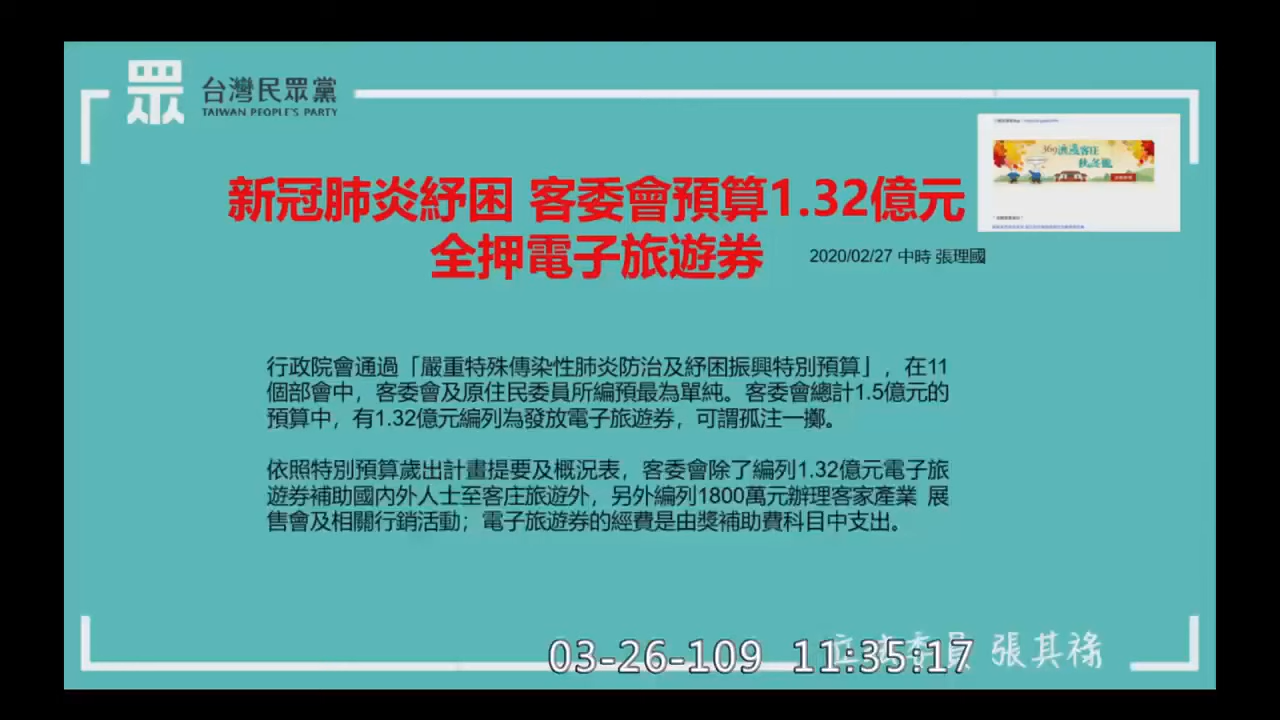 眾 台灣民眾黨
TAIWAN PEOPLE'S PARTY
新冠肺炎紓困 客委會預算1.32億元
全押電子旅遊券
2020/02/27 中時 張理國
行政院會通過「嚴重特殊傳染性肺炎防治及紓困振興特別預算」，在11
個部會中，客委會及原住民委員所編預最為單純。客委會總計1.5億元的
預算中，有1.32億元編列為發放電子旅遊券，可謂孤注一擲。
依照特別預算歲出計畫提要及概況表，客委會除了編列1.32億元電子旅
遊券補助國內外人士至客庄旅遊外，另外編列1800萬元辦理客家產業 展
售會及相關行銷活動；電子旅遊券的經費是由獎補助費科目中支出。
立法委員 張其祿
03-26-109 11:35:17